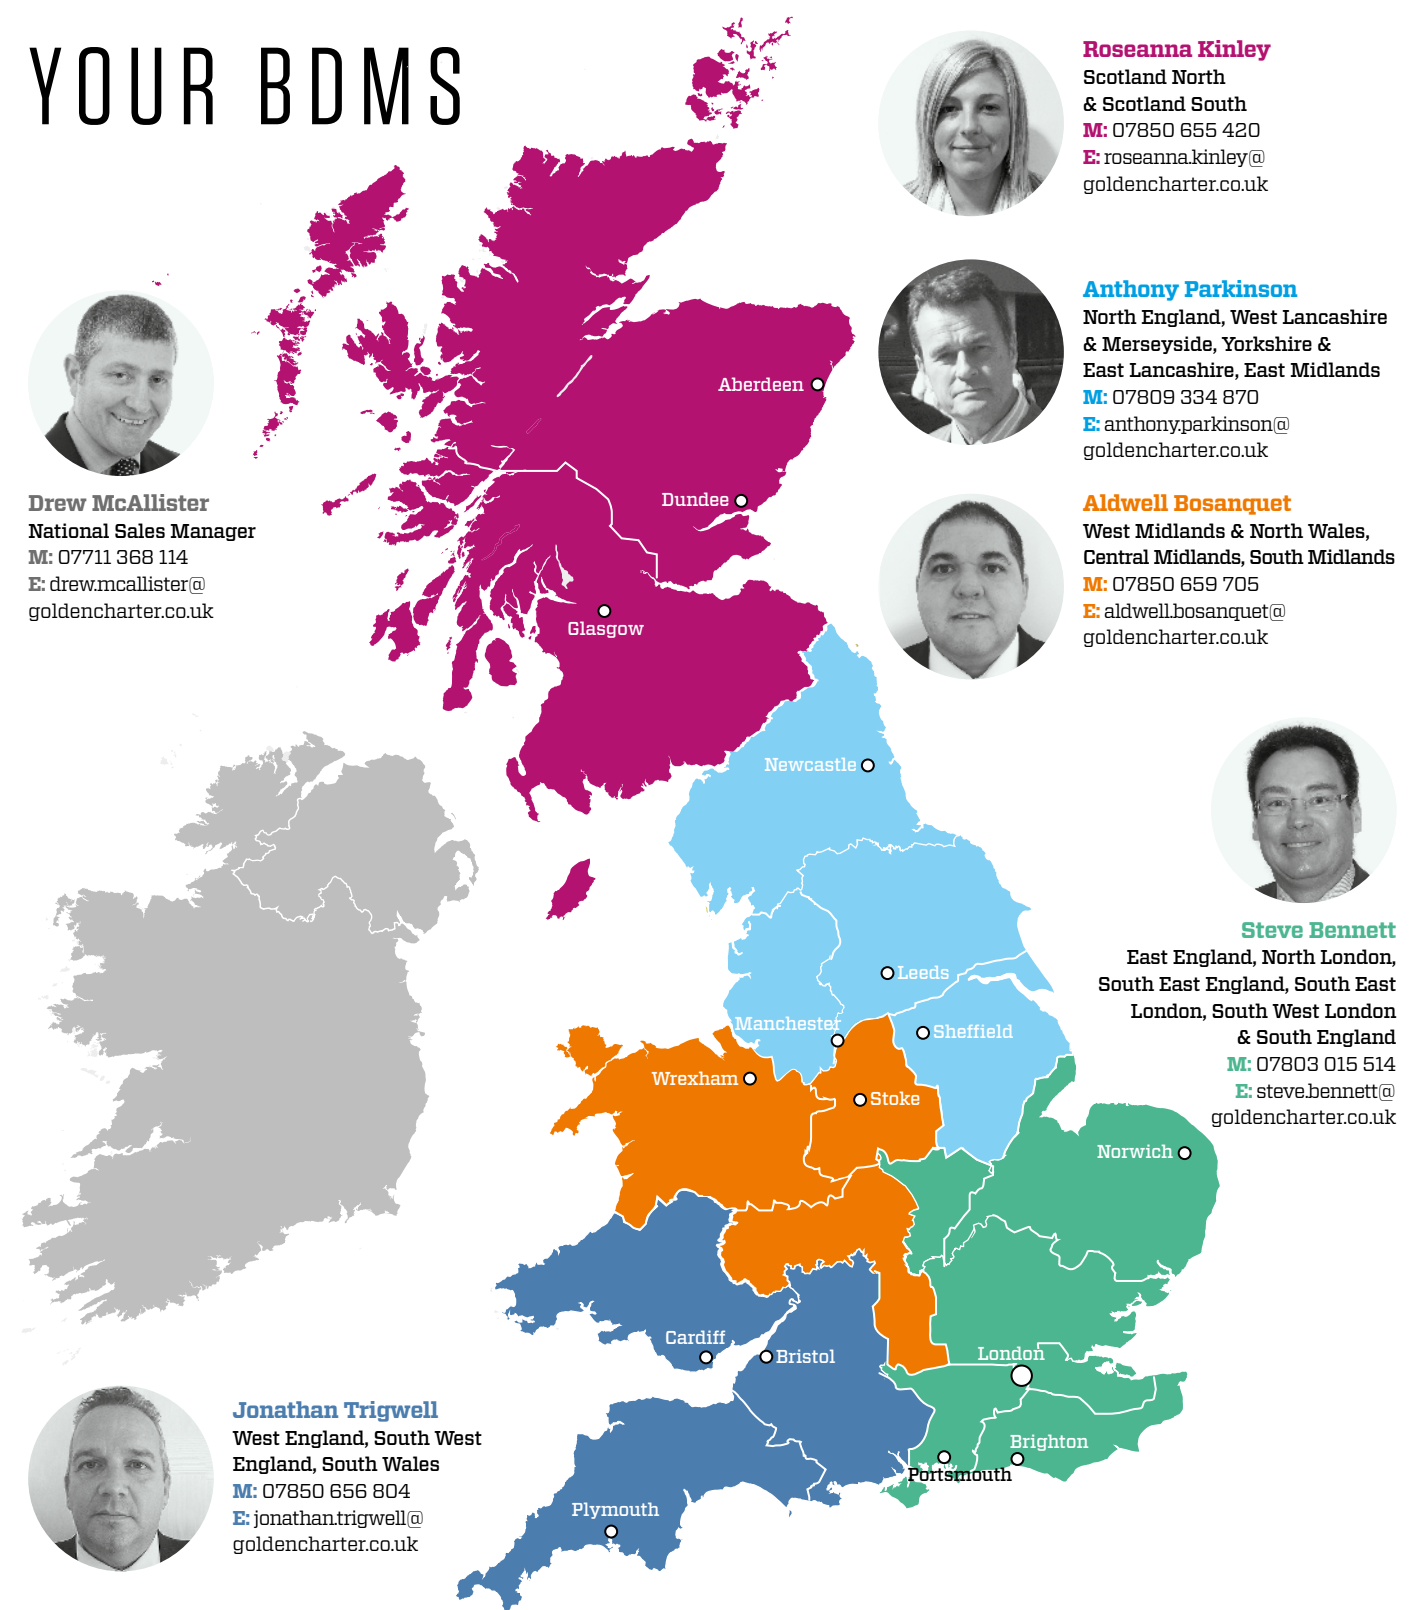 YOUR BDMS
Roseanna Kinley
Scotland North
& Scotland South
M: 07850 655 420
E: roseanna.kinley@
goldencharter.co.uk
Anthony Parkinson
North England, West Lancashire
& Merseyside, Yorkshire &
East Lancashire, East Midlands
M: 07809 334 870
E: anthony.parkinson@
goldencharter.co.uk
Drew McAllister
National Sales Manager
M: 07711 368 114
E: drew.mcallister@
goldencharter.co.uk
Aldwell Bosanquet
West Midlands & North Wales,
Central Midlands, South Midlands
M: 07850 659 705
E: aldwell.bosanquet@
goldencharter.co.uk
Steve Bennett
East England, North London,
South East England, South East
London, South West London
& South England
M: 07803 015 514
E: steve.bennett@
goldencharter.co.uk
Jonathan Trigwell
West England, South West
England, South Wales
M: 07850 656 804
E: jonathan.trigwell@
goldencharter.co.uk
Aberdeen
Dundee
Glasgow
Newcastle
Leeds
Manchester
Sheffield
Wrexham
Stoke
Norwich
Cardiff
Bristol
London
Brighton
Portsmouth
Plymouth